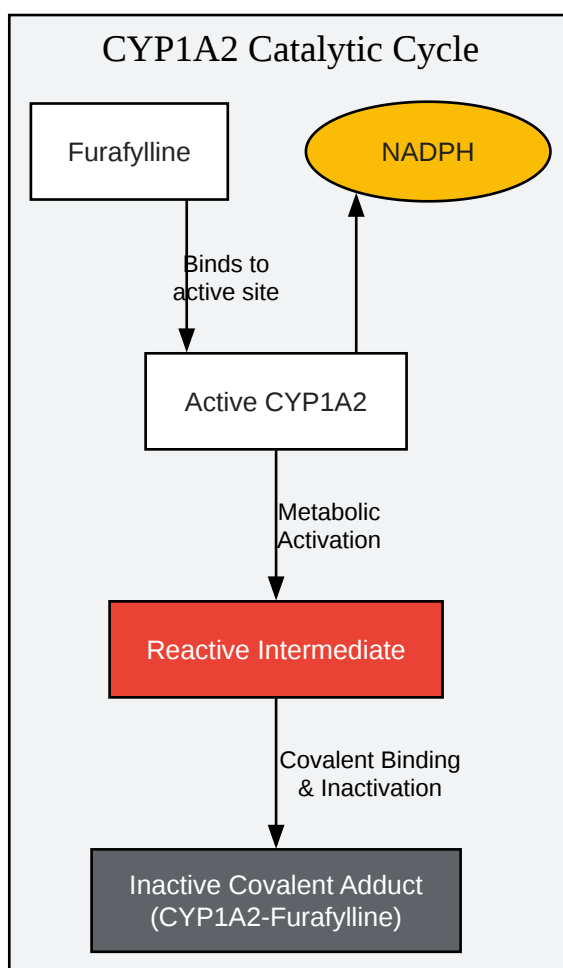 CYP1A2 Catalytic Cycle
Furafylline
NADPH
Binds to
active site
Active CYP1A2
Metabolic
Activation
Reactive Intermediate
Covalent Binding
& Inactivation
Inactive Covalent Adduct
(CYP1A2-Furafylline)